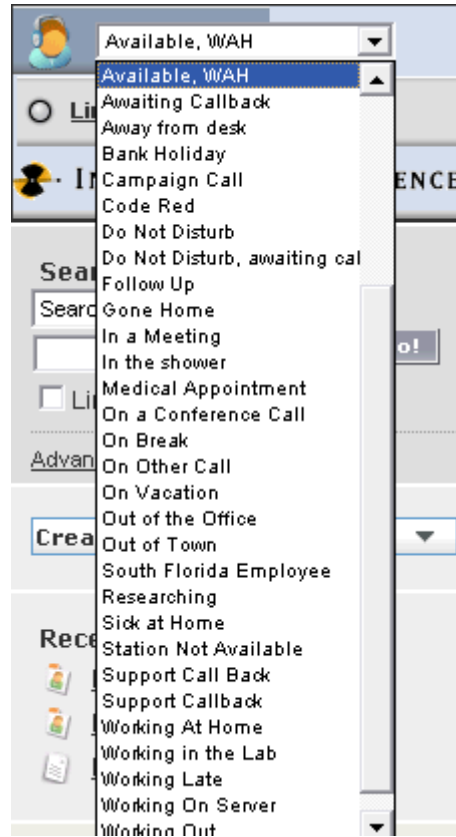 Available, WAH
Available, WAH
Awaiting Callback
Away from desk
Bank Holiday
Campaign Call
Code Red
Do Not Disturb
Do Not Disturb, awaiting cal
Follow Up
Gone Home
In a Meeting
In the shower
Medical Appointment
On a Conference Call
On Break
On Other Call
On Vacation
Out of the Office
Out of Town
South Florida Employee
Researching
Sick at Home
Station Not Available
Support Call Back
Support Callback
Working At Home
Working in the Lab
Working Late
Working On Server
Working Out
Li
I ENCE
Sear
Searc
o!
Li
Advan
Crea
Rece